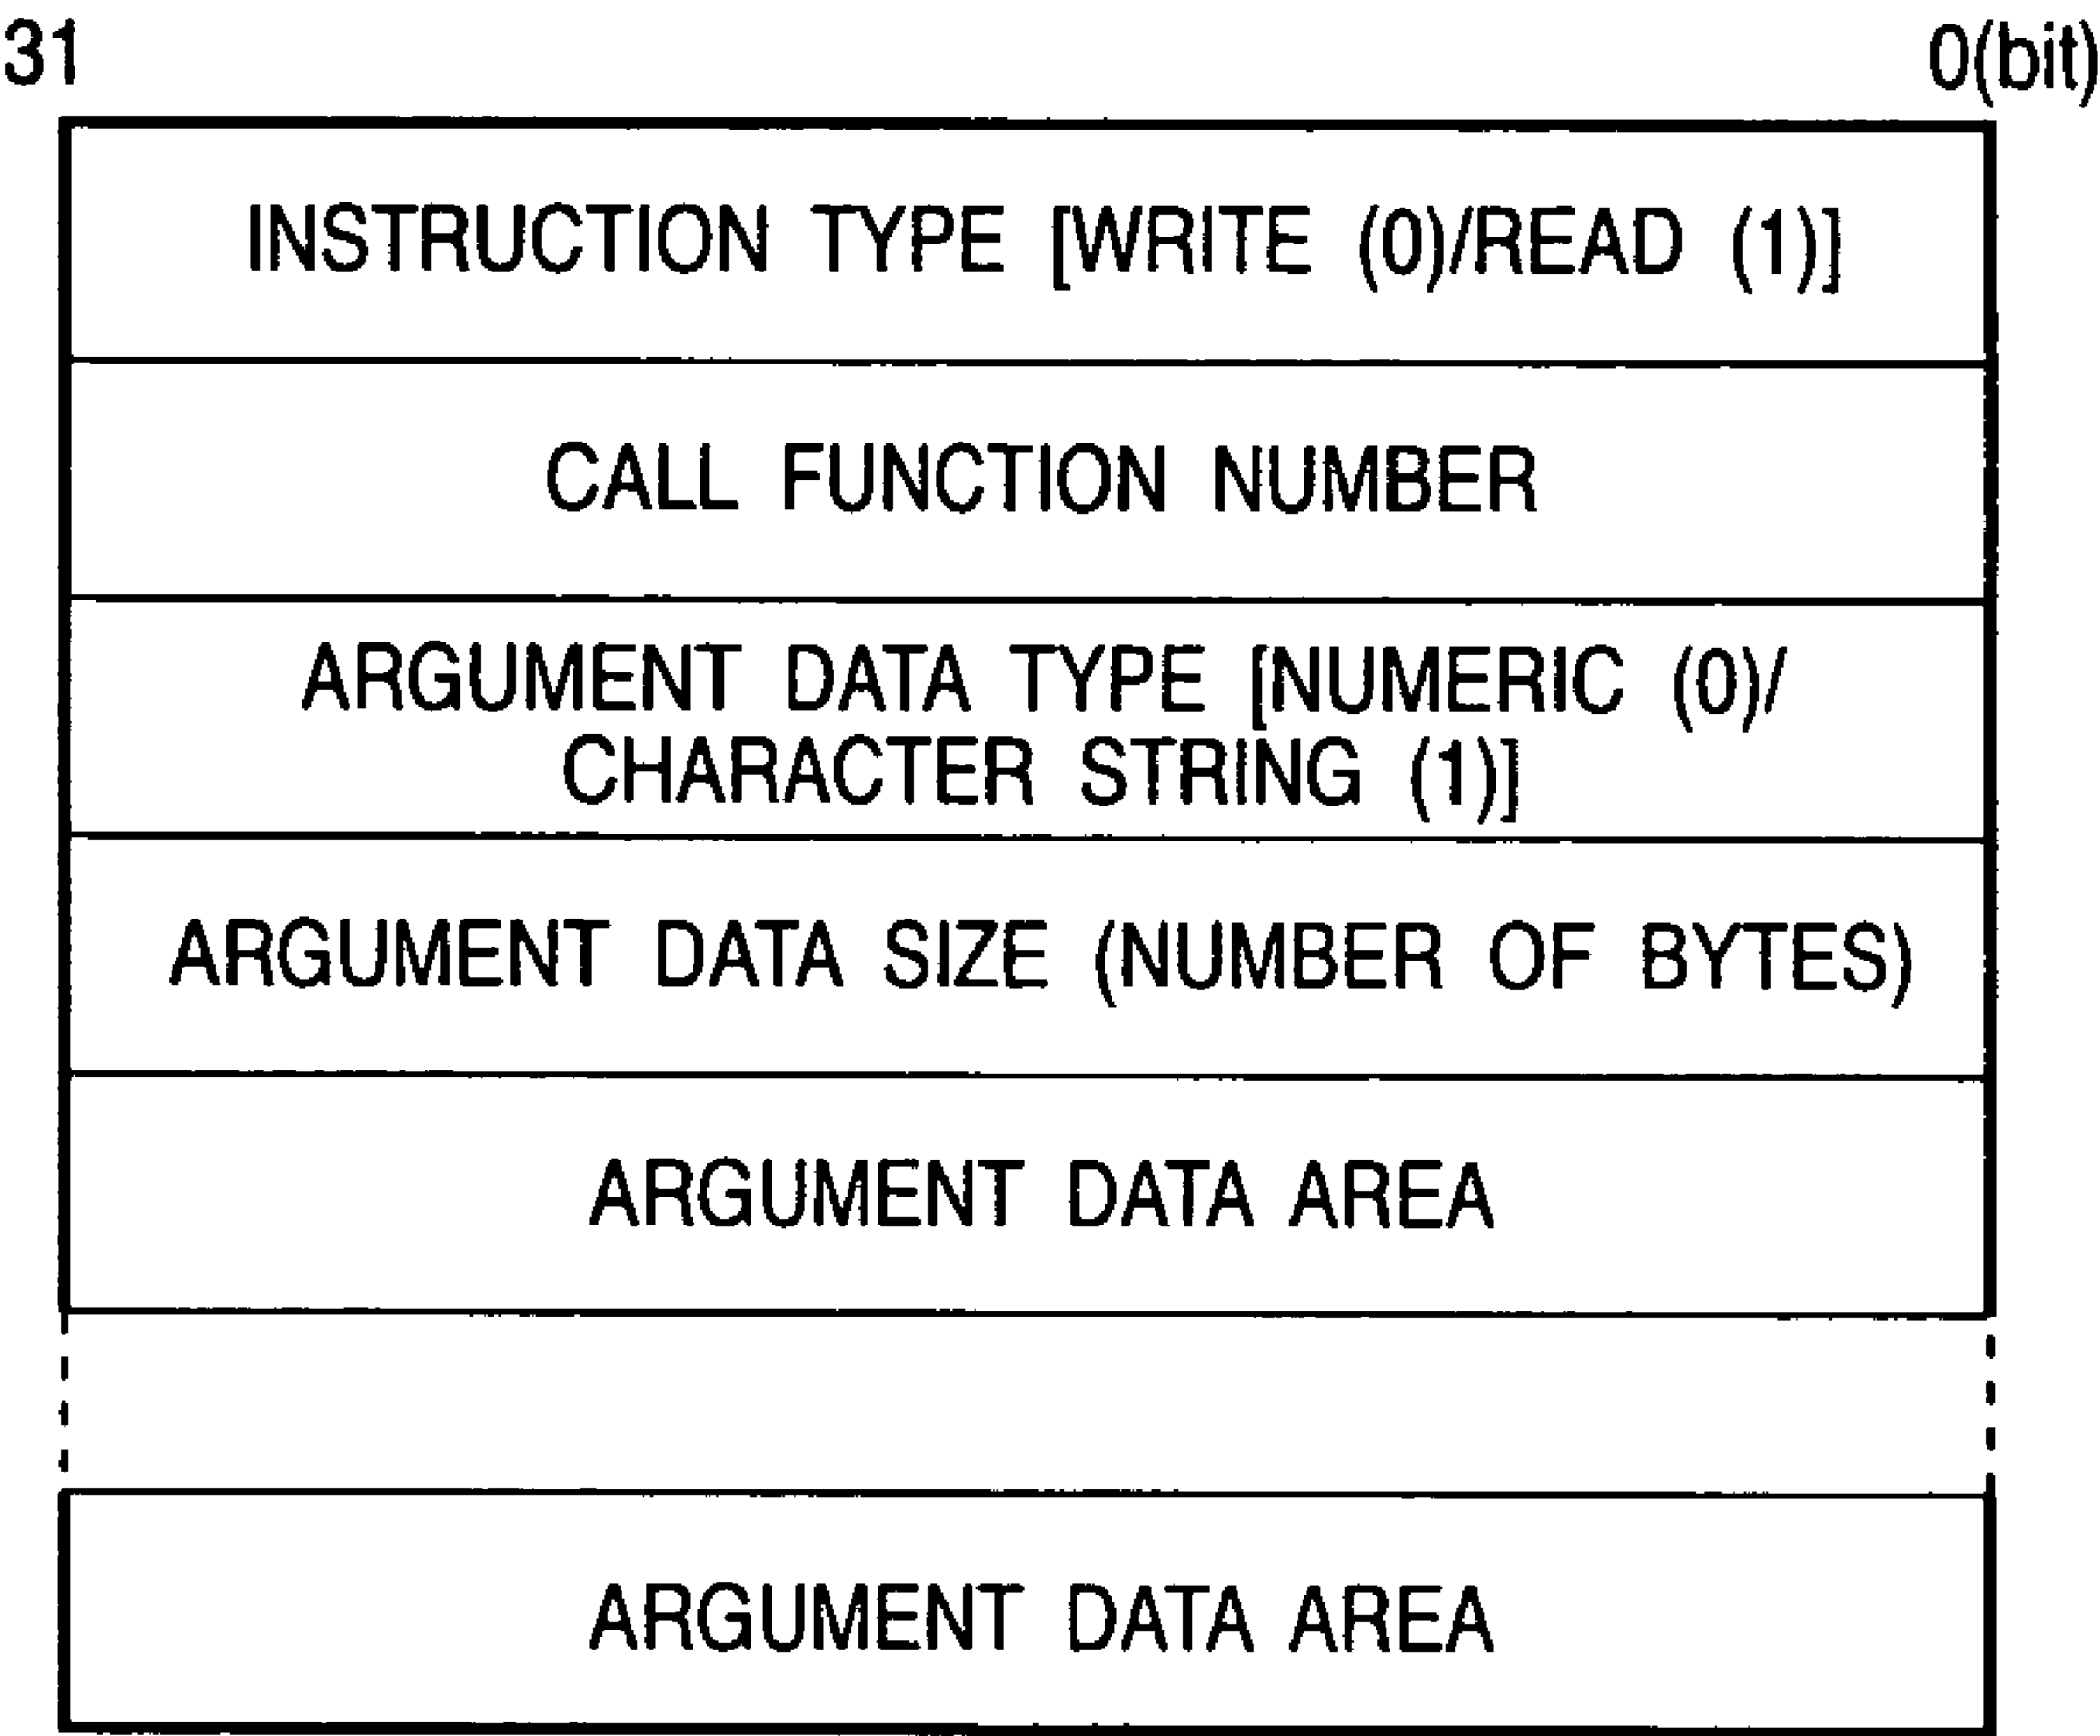 31 0(bit)
INSTRUCTION TYPE [WRITE (0)/READ (1)]
CALL FUNCTION NUMBER
ARGUMENT DATA TYPE [NUMERIC (0)/
CHARACTER STRING (1)]
ARGUMENT DATA SIZE (NUMBER OF BYTES)
ARGUMENT DATA AREA
ARGUMENT DATA AREA